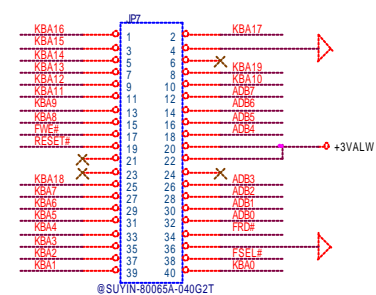 JP7
KBA16 1 2 KBA17
KBA15 3 4
KBA14 5 6
KBA13 7 8 KBA19
KBA12 9 10 KBA10
KBA11 11 12 ADB7
KBA9 13 14 ADB6
KBA8 15 16 ADB5
FWE# 17 18 ADB4
RESET# 19 20 +3VALW
21 22
23 24
KBA18 25 26 ADB3
KBA7 27 28 ADB2
KBA6 29 30 ADB1
KBA5 31 32 ADB0
KBA4 33 34 FRD#
KBA3 35 36
KBA2 37 38 FSEL#
KBA1 39 40 KBA0
@SUYIN-80065A-040G2T